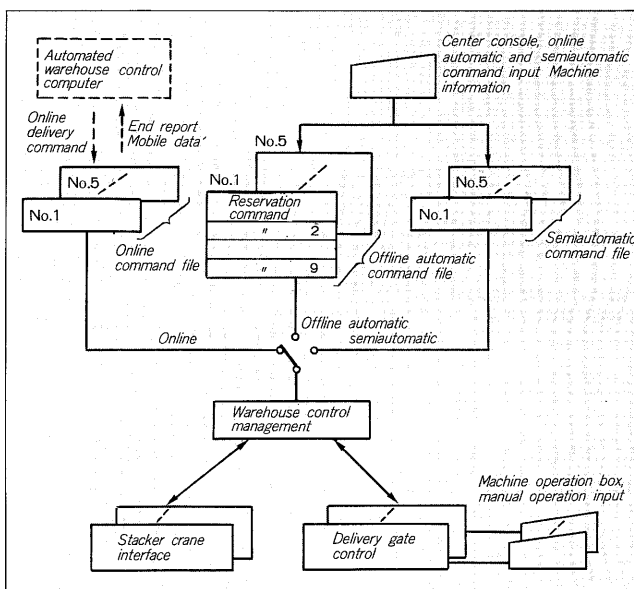 Automated
warehouse control
computer
Center console, online
automatic and semiautomatic
command input Machine
information
Online
delivery
command
End report
Mobile data'
No.5
No.1
Online
command file
No.5
No.1
Reservation
command
〃 2
〃 9
Offline automatic
command file
No.5
No.1
Semiautomatic
command file
Online
Offline automatic
semiautomatic
Warehouse control
management
Stacker crane
interface
Delivery gate
control
Machine operation box,
manual operation input